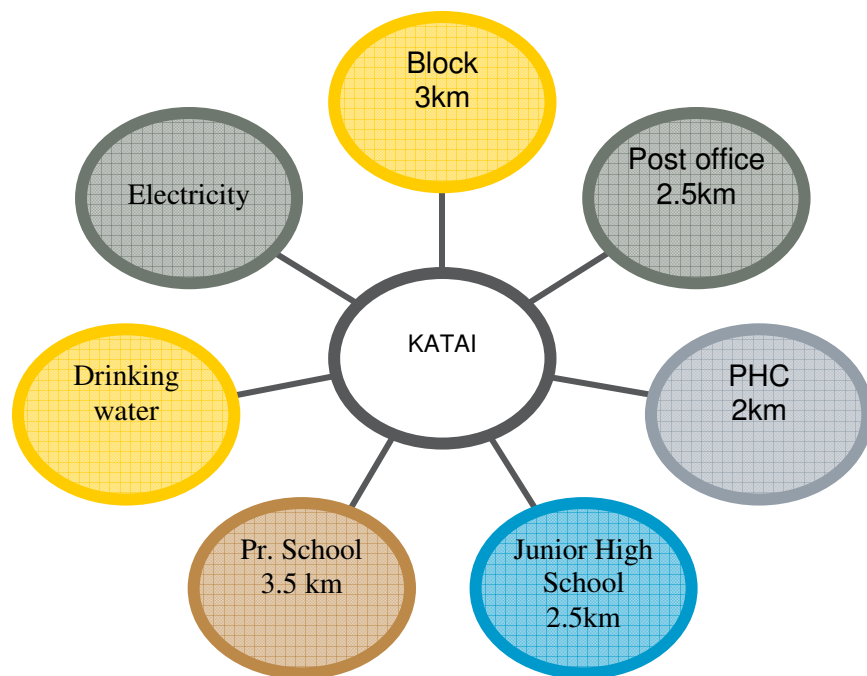 Block
3km
Post office
2.5km
Electricity
KATAI
PHC
2km
Drinking
water
Pr. School
3.5 km
Junior High
School
2.5km